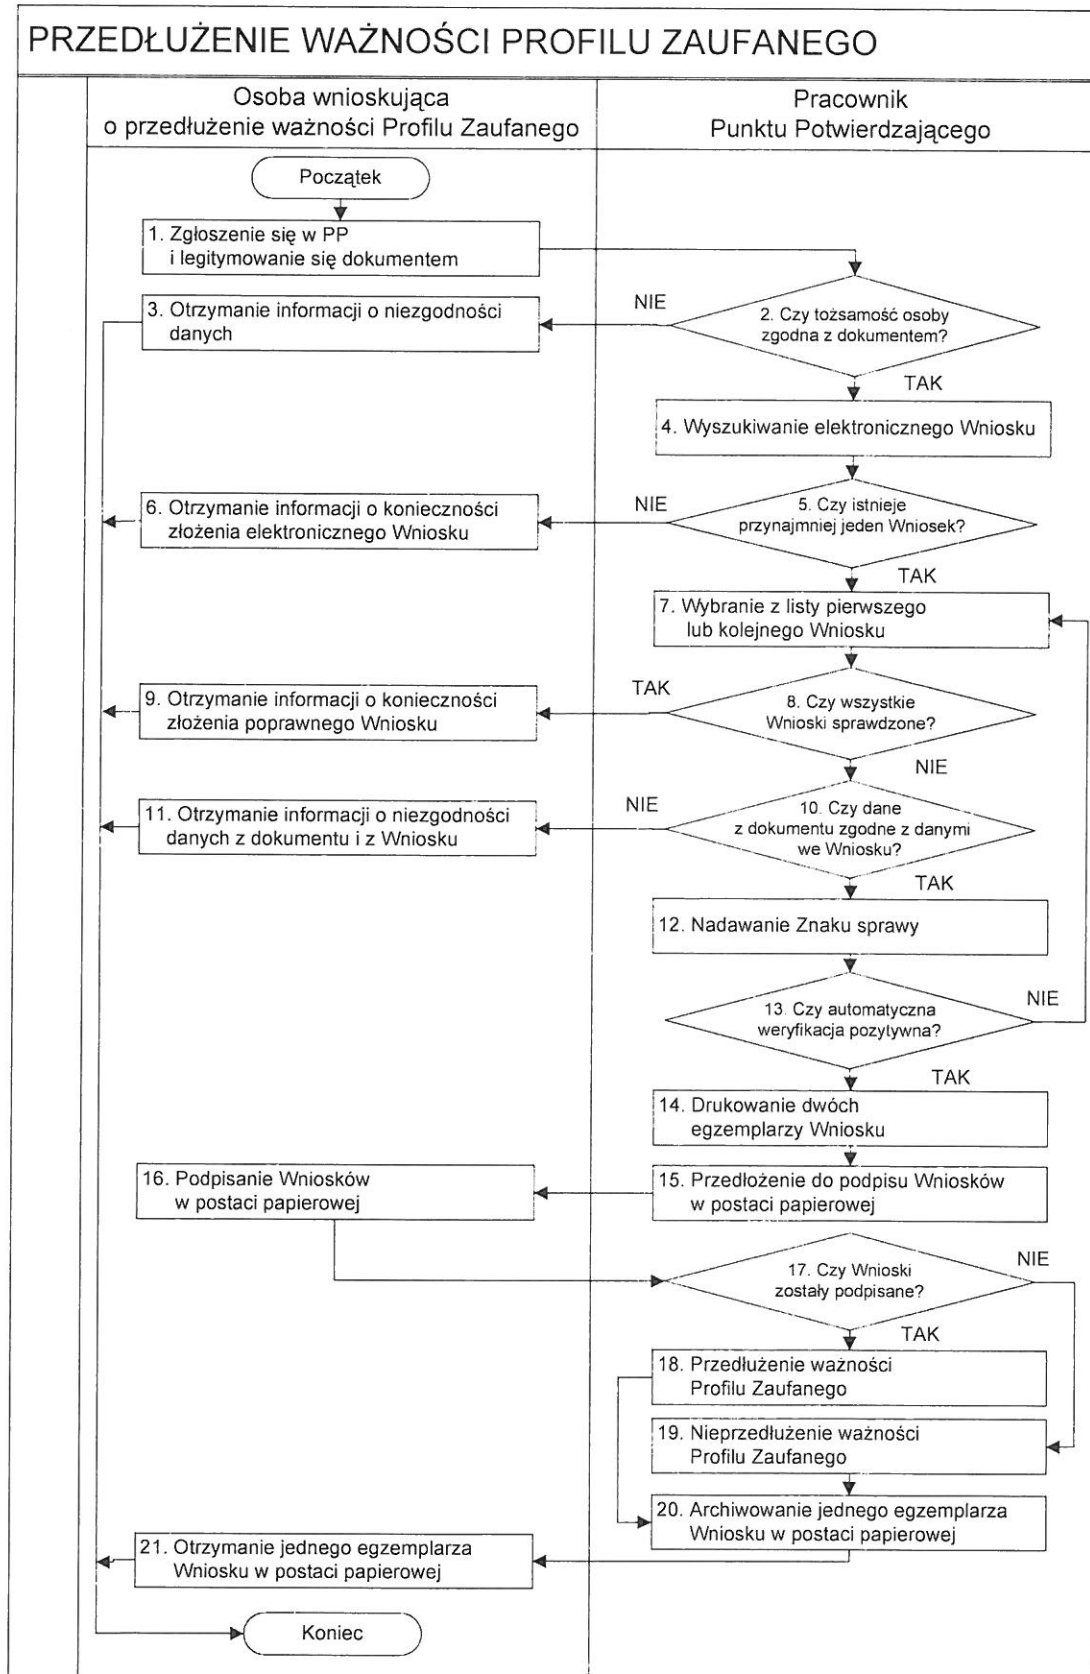 PRZEDŁUŻENIE WAŻNOŚCI PROFILU ZAUFANEGO
Osoba wnioskująca
o przedłużenie ważności Profilu Zaufanego
Pracownik
Punktu Potwierdzającego
Początek
1. Zgłoszenie się w PP
i legitymowanie się dokumentem
2. Czy tożsamość osoby
zgodna z dokumentem?
NIE
3. Otrzymanie informacji o niezgodności
danych
TAK
4. Wyszukiwanie elektronicznego Wniosku
5. Czy istnieje
przynajmniej jeden Wniosek?
NIE
6. Otrzymanie informacji o konieczności
złożenia elektronicznego Wniosku
TAK
7. Wybranie z listy pierwszego
lub kolejnego Wniosku
8. Czy wszystkie
Wnioski sprawdzone?
TAK
9. Otrzymanie informacji o konieczności
złożenia poprawnego Wniosku
NIE
10. Czy dane
z dokumentu zgodne z danymi
we Wniosku?
NIE
11. Otrzymanie informacji o niezgodności
danych z dokumentu i z Wniosku
TAK
12. Nadawanie Znaku sprawy
13. Czy automatyczna
weryfikacja pozytywna?
NIE
TAK
14. Drukowanie dwóch
egzemplarzy Wniosku
15. Przedłożenie do podpisu Wniosków
w postaci papierowej
16. Podpisanie Wniosków
w postaci papierowej
17. Czy Wnioski
zostały podpisane?
NIE
TAK
18. Przedłużenie ważności
Profilu Zaufanego
19. Nieprzedłużenie ważności
Profilu Zaufanego
20. Archiwowanie jednego egzemplarza
Wniosku w postaci papierowej
21. Otrzymanie jednego egzemplarza
Wniosku w postaci papierowej
Koniec